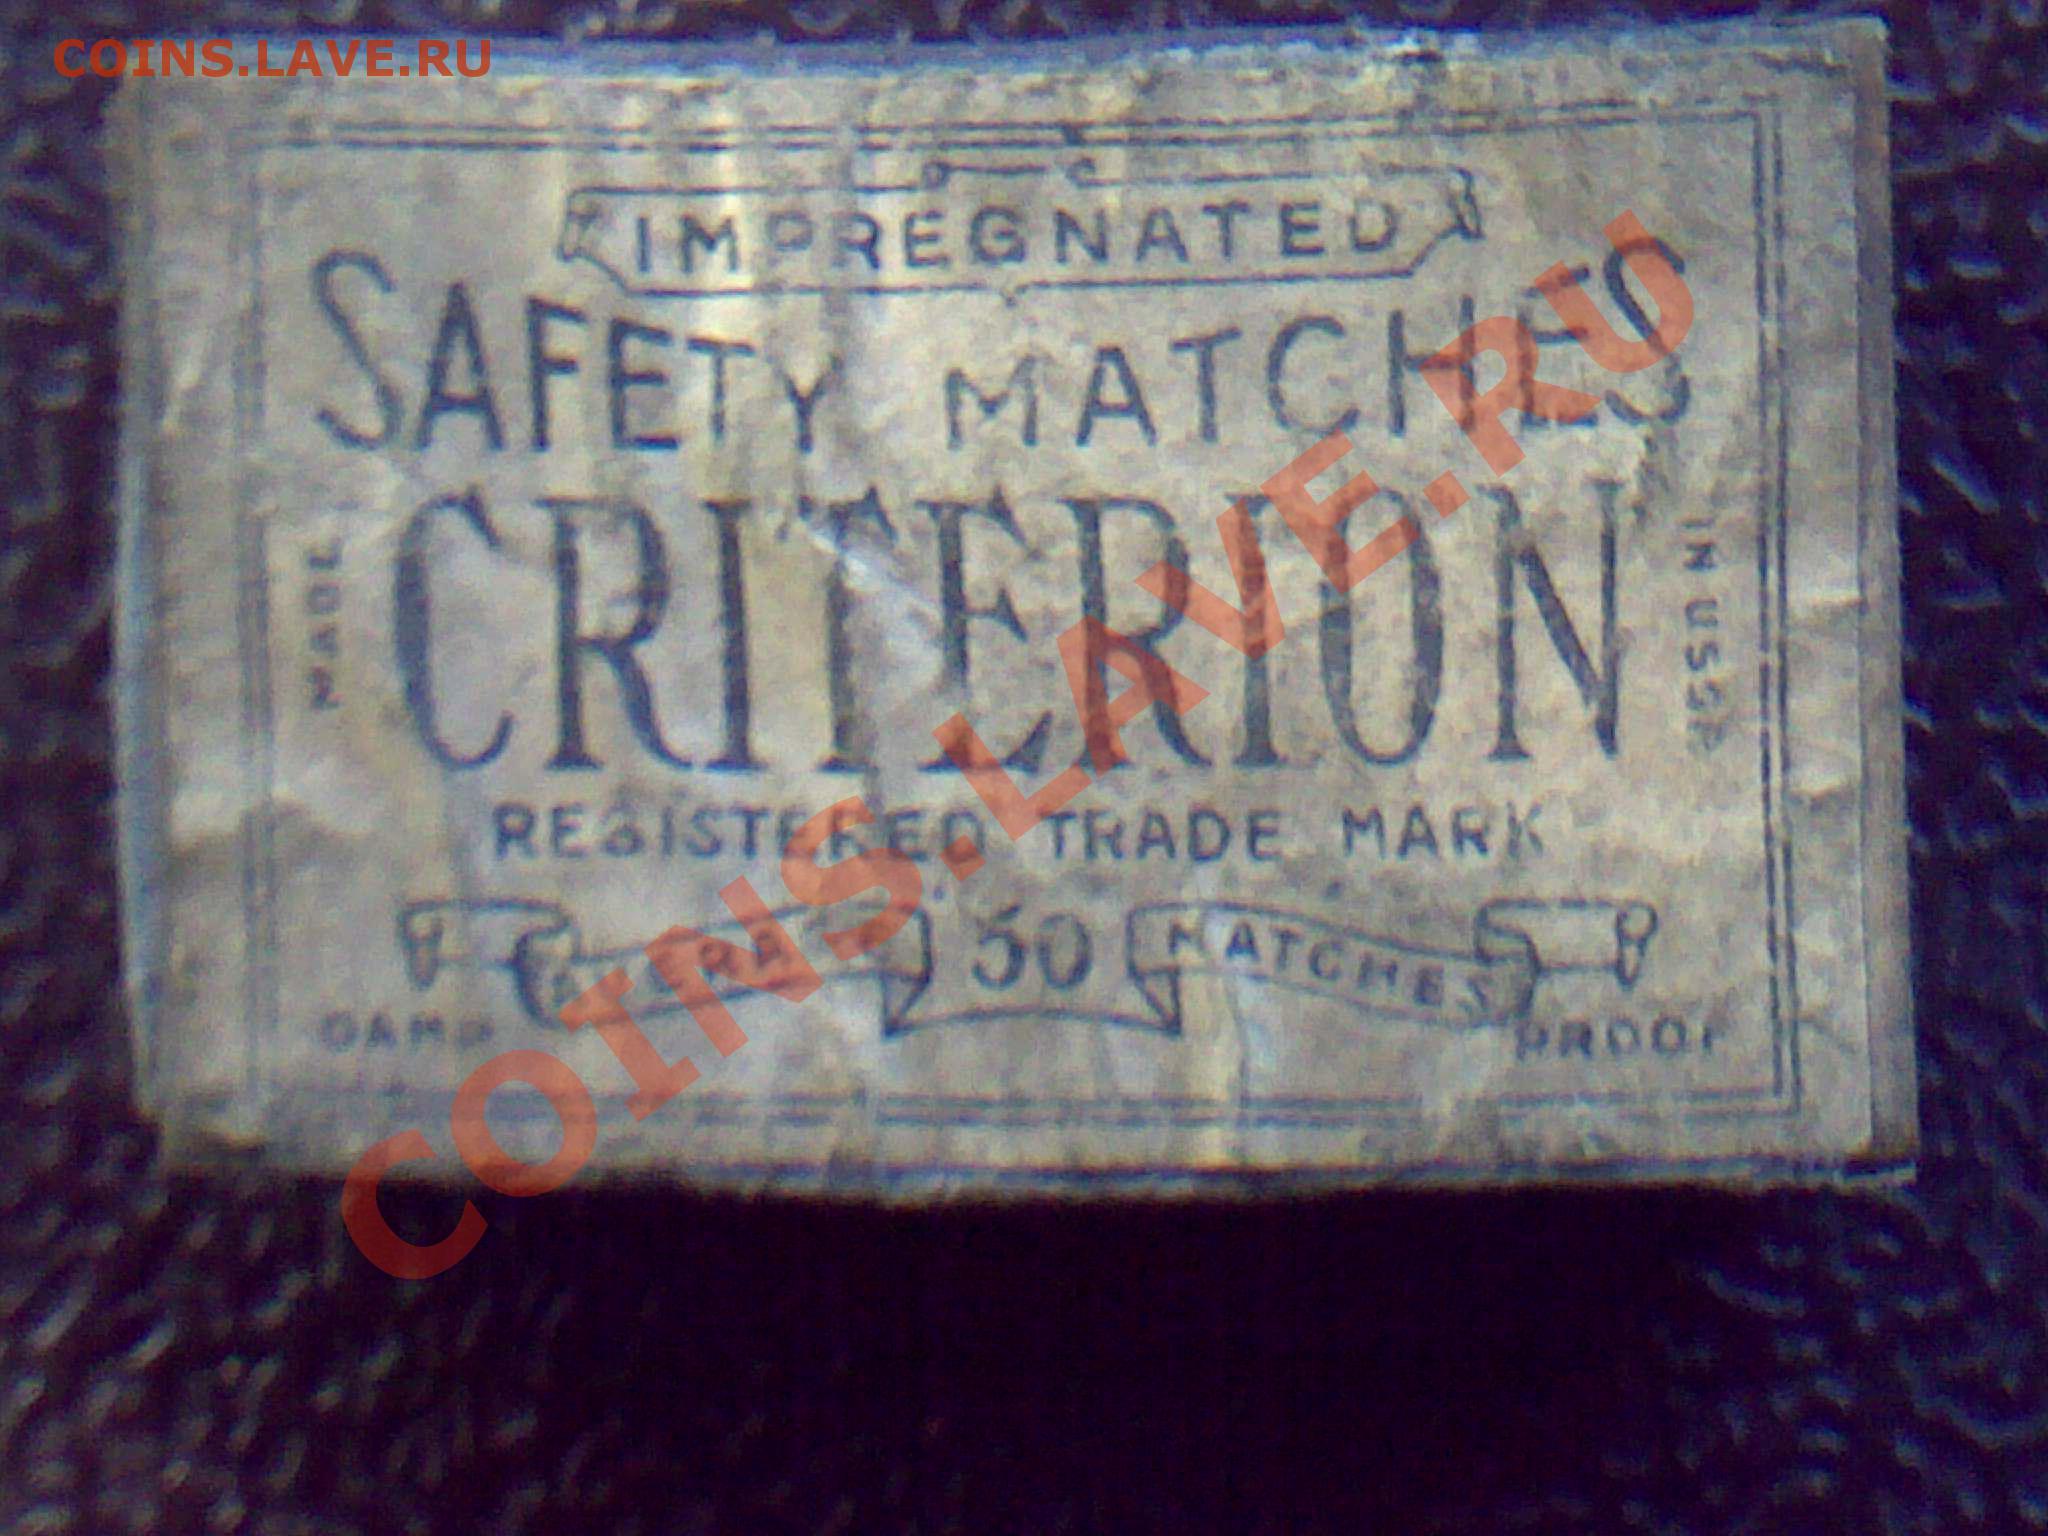 COINS.LAVE.RU
IMPREGNATED
SAFETY MATCHES
CRITERION
MADE
IN USSR
REGISTERED TRADE MARK
50 MATCHES
DAMP PROOF
COINS.LAVE.RU